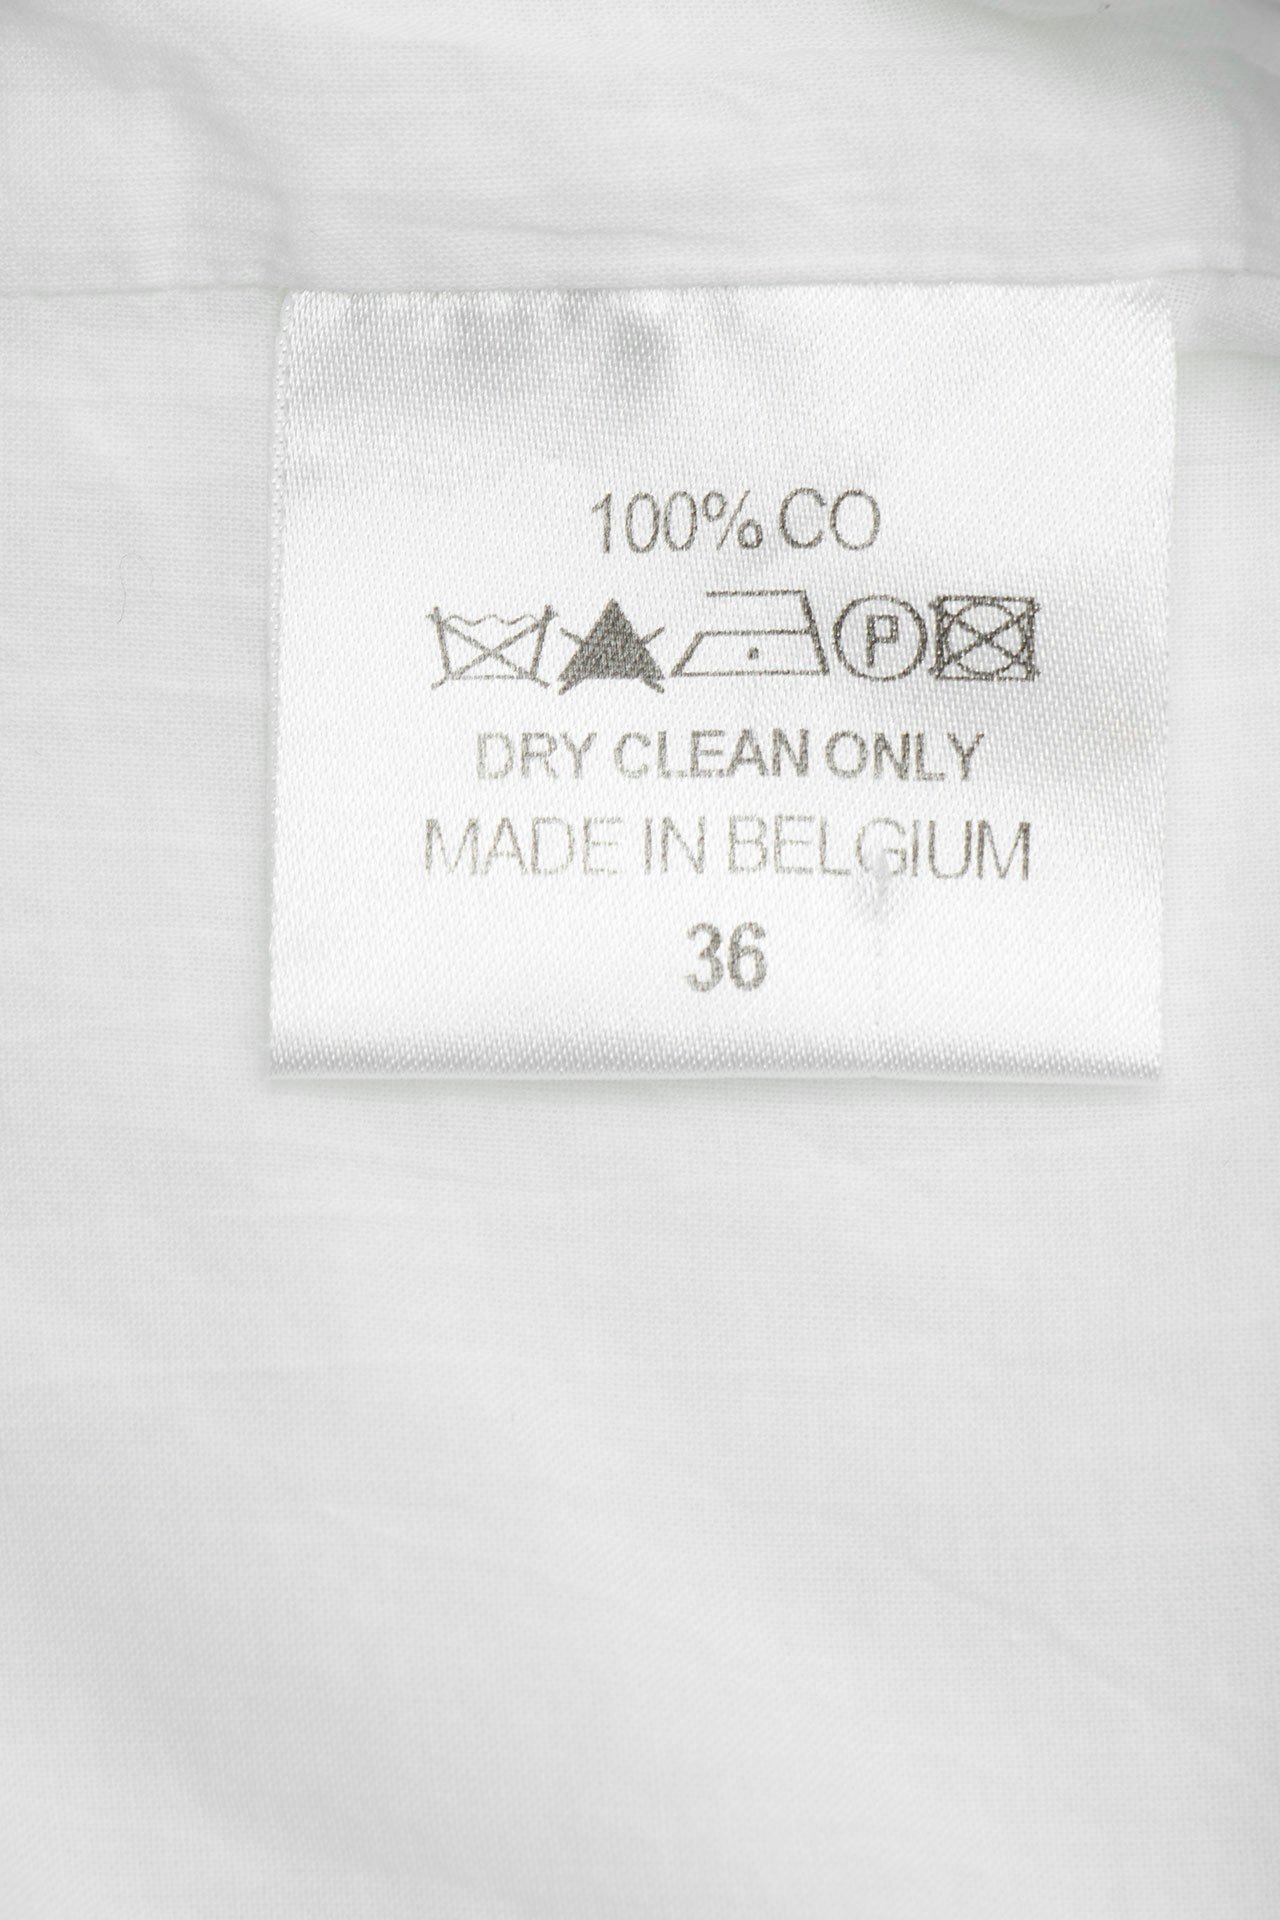 100% CO
P
DRY CLEAN ONLY
MADE IN BELGIUM
36